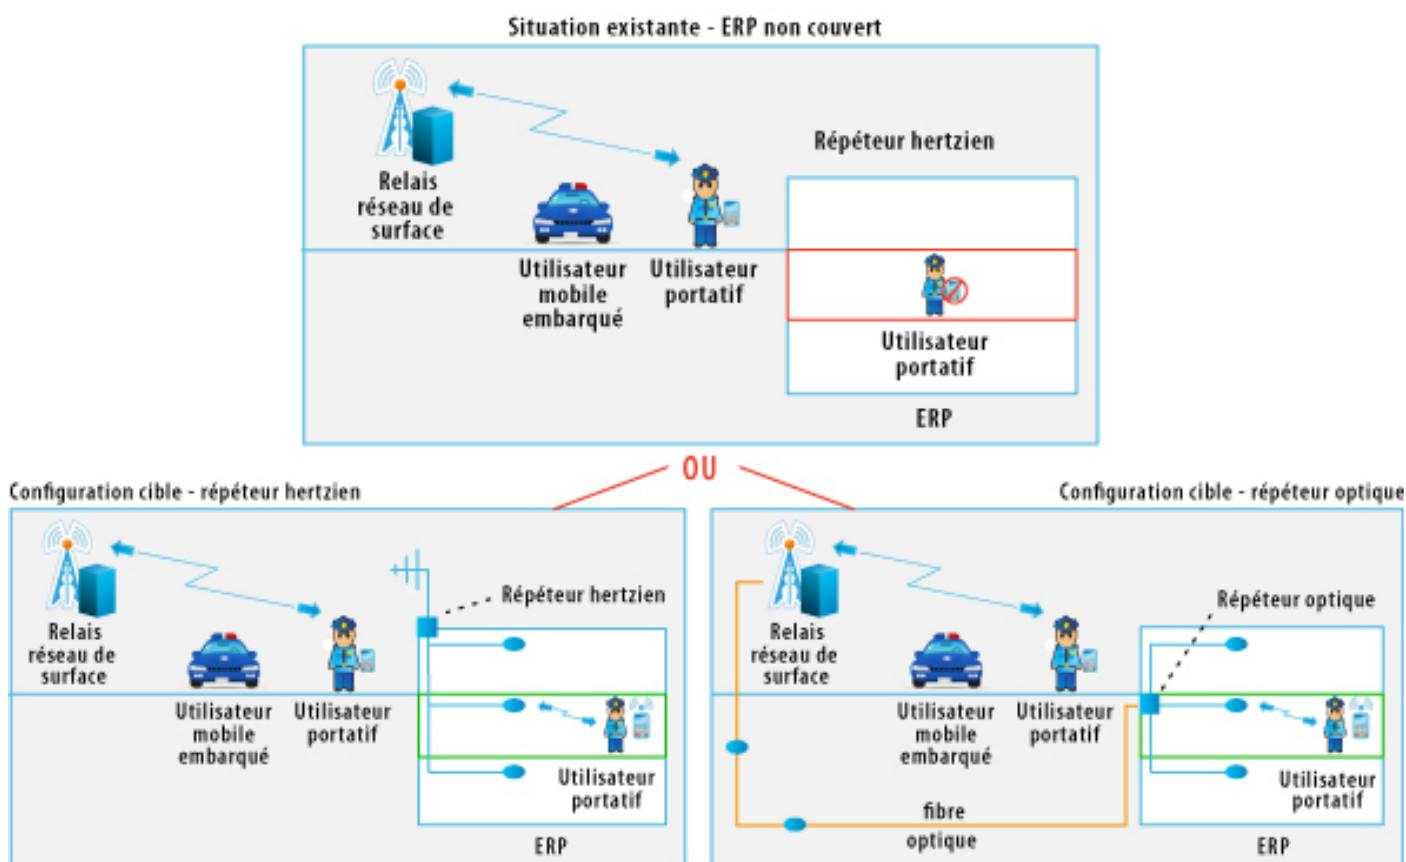 Situation existante - ERP non couvert
Répéteur hertzien
Relais
réseau de
surface
Utilisateur
mobile
embarqué
Utilisateur
portatif
Utilisateur
portatif
ERP
OU
Configuration cible - répéteur hertzien
Répéteur hertzien
Relais
réseau de
surface
Utilisateur
mobile
embarqué
Utilisateur
portatif
Utilisateur
portatif
ERP
Configuration cible - répéteur optique
Répéteur optique
Relais
réseau de
surface
Utilisateur
mobile
embarqué
Utilisateur
portatif
Utilisateur
portatif
fibre
optique
ERP